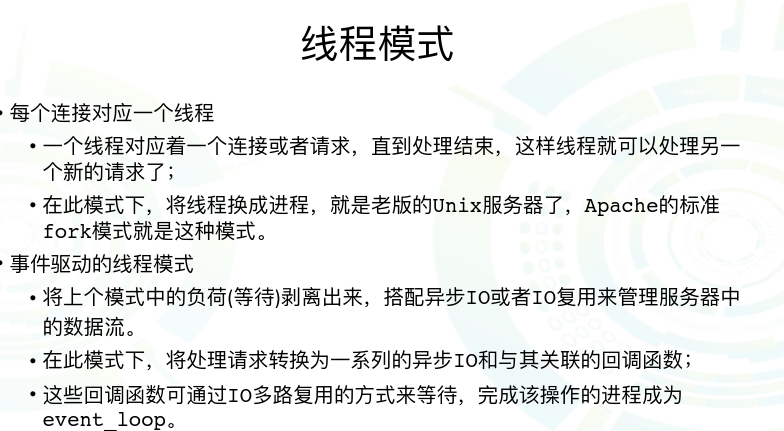 线程模式
• 每个连接对应一个线程
• 一个线程对应着一个连接或者请求，直到处理结束，这样线程就可以处理另一
个新的请求了；
• 在此模式下，将线程换成进程，就是老版的Unix服务器了，Apache的标准
fork模式就是这种模式。
• 事件驱动的线程模式
• 将上个模式中的负荷(等待)剥离出来，搭配异步IO或者IO复用来管理服务器中
的数据流。
• 在此模式下，将处理请求转换为一系列的异步IO和与其关联的回调函数；
• 这些回调函数可通过IO多路复用的方式来等待，完成该操作的进程成为
event_loop。